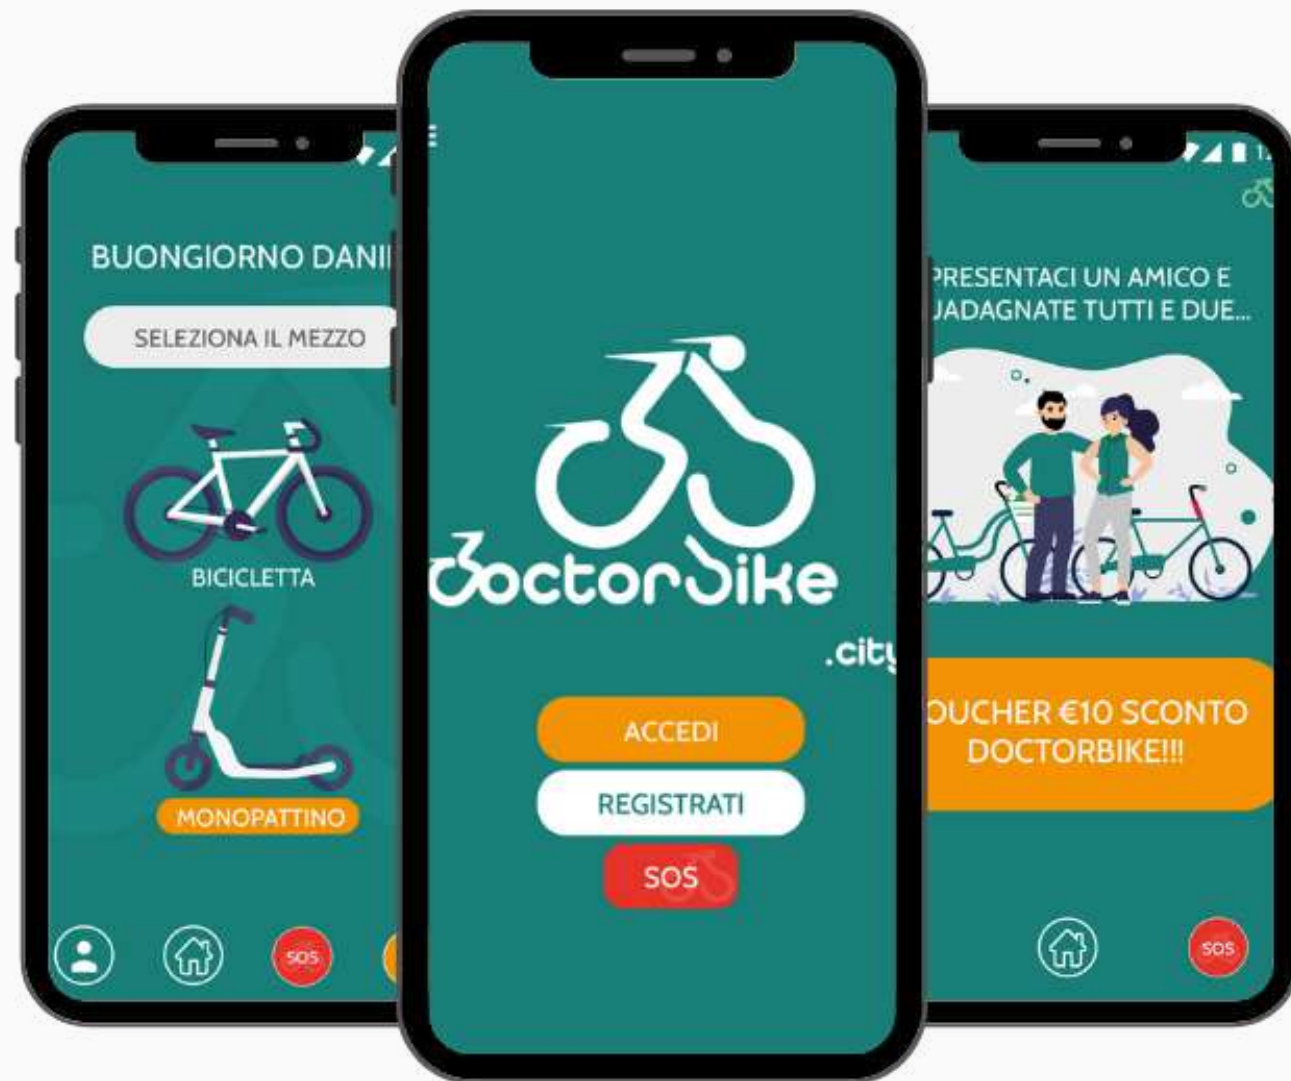 BUONGIORNO DANI
SELEZIONA IL MEZZO
BICICLETTA
MONOPATTINO
SOS
doctorbike
.city
ACCEDI
REGISTRATI
SOS
PRESENTACI UN AMICO E
UADAGNATE TUTTI E DUE...
OUCHER €10 SCONTO
DOCTORBIKE!!!
SOS